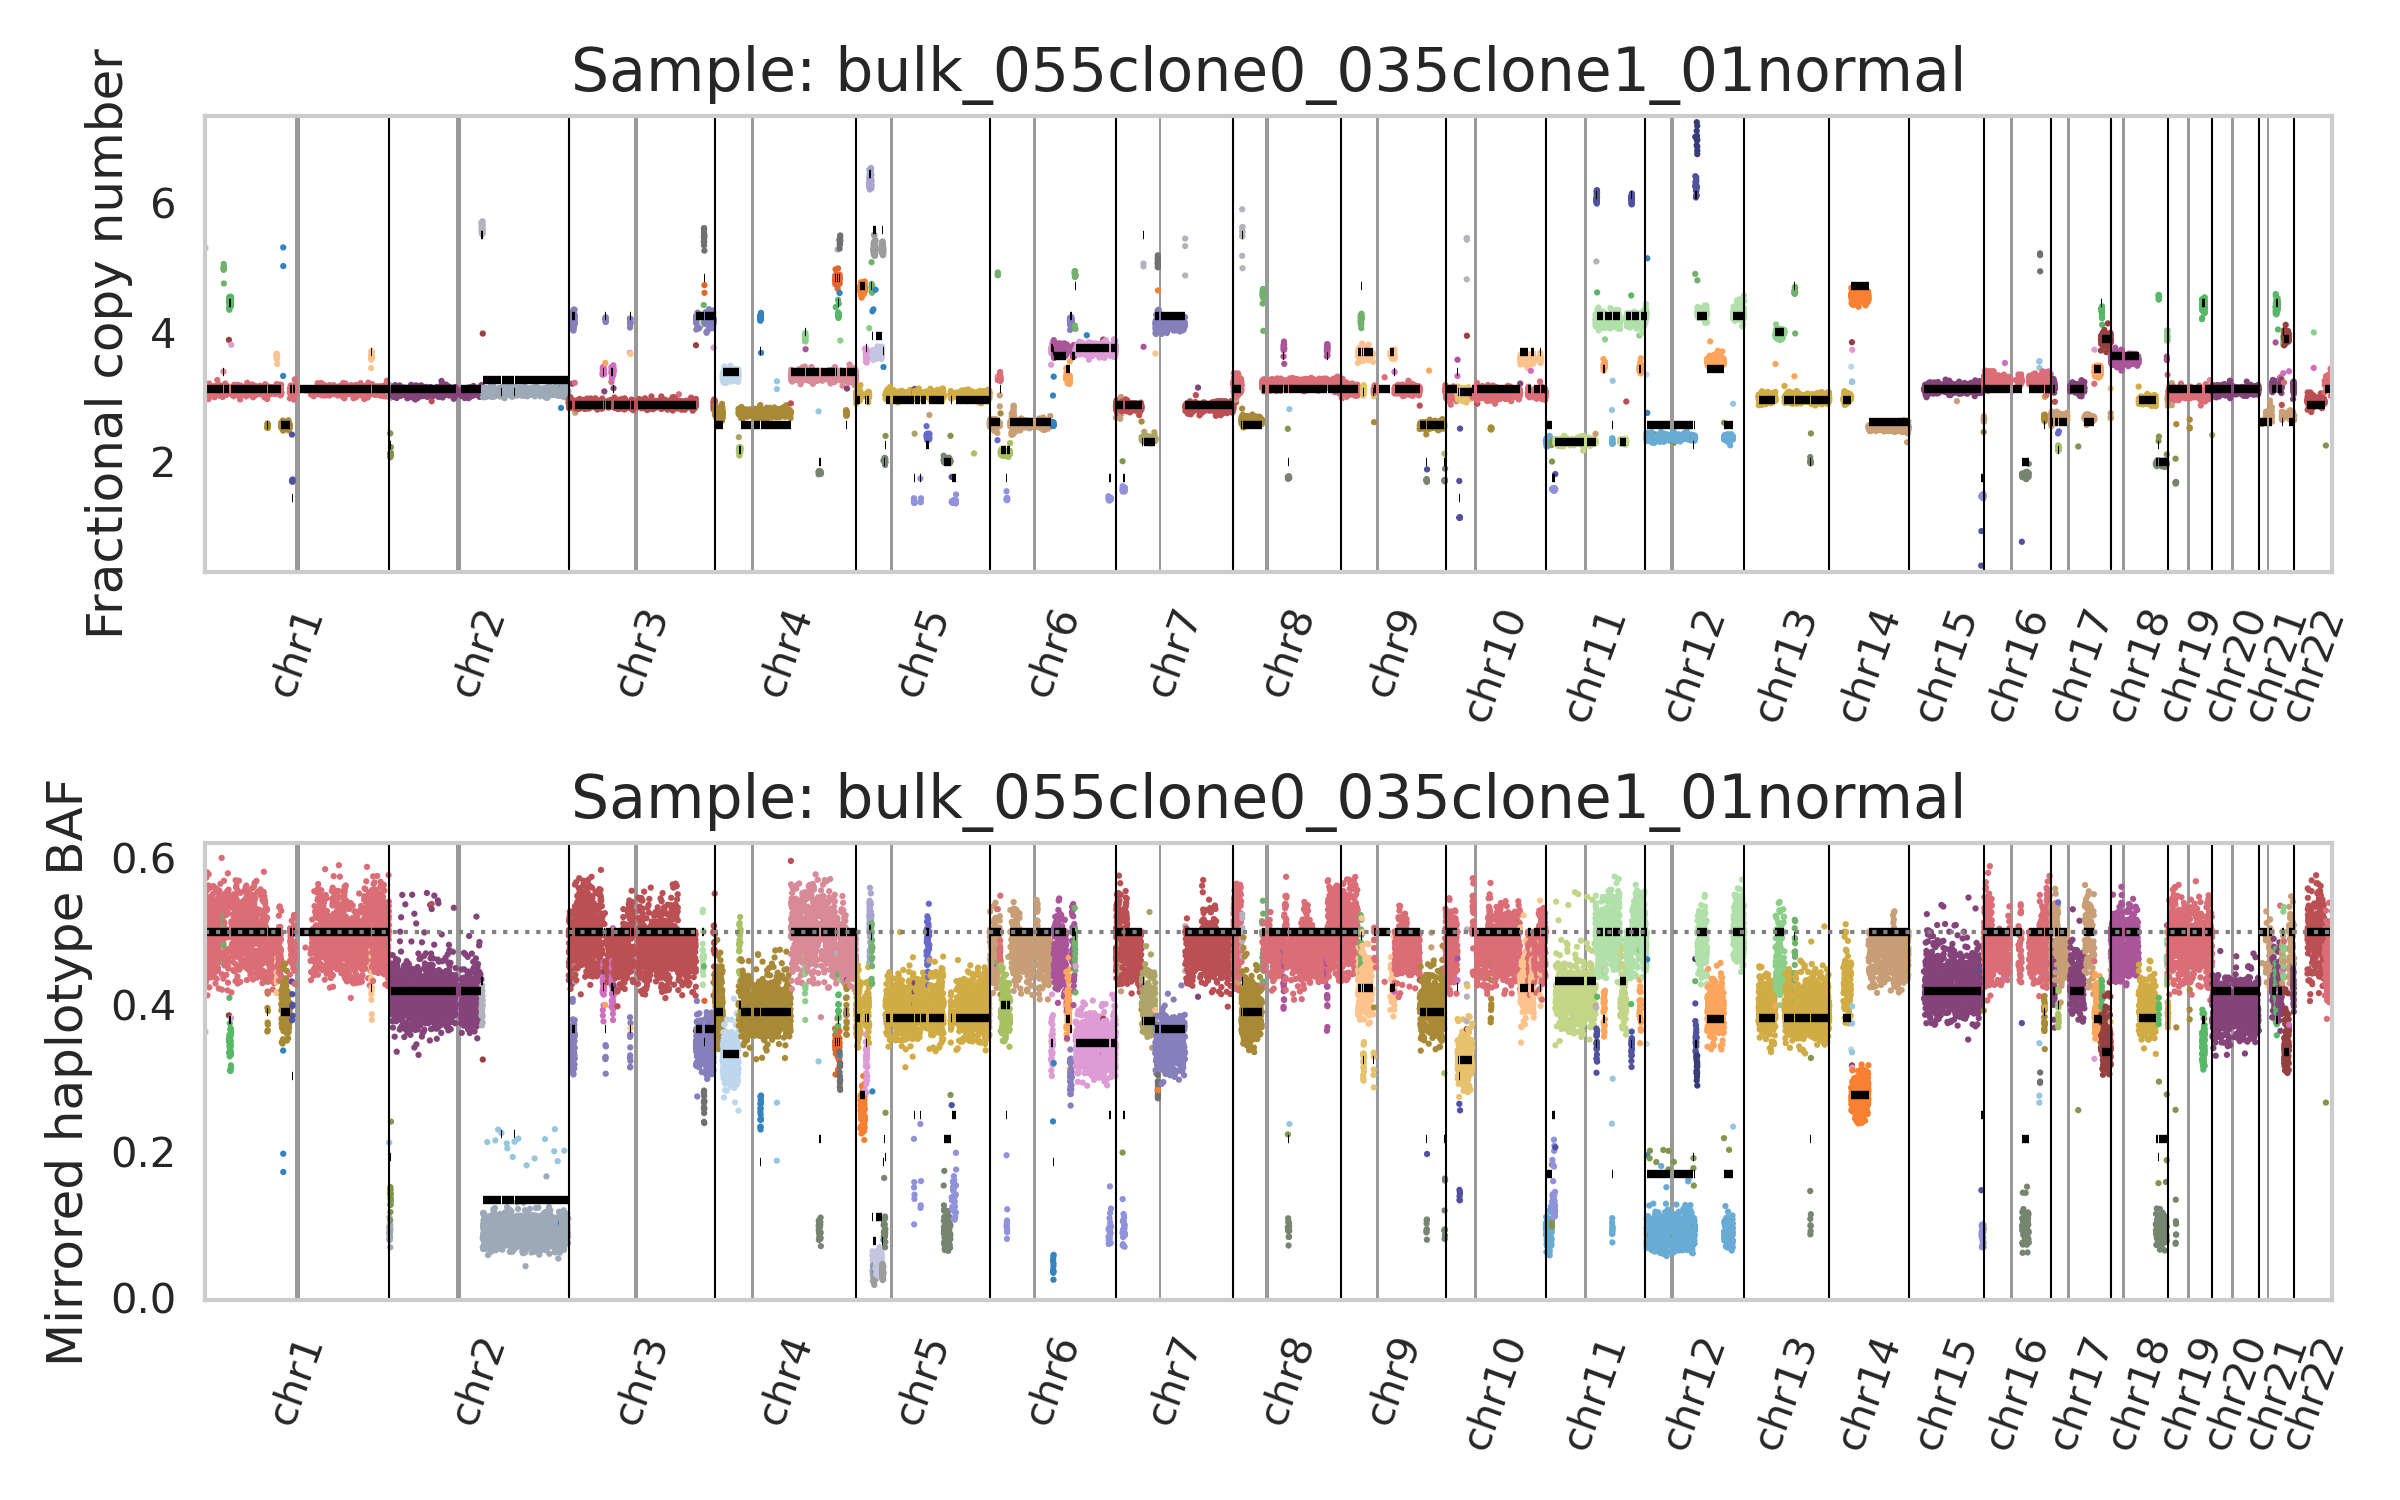 Sample: bulk_055clone0_035clone1_01normal
Fractional copy number
6
4
2
chr1
chr2
chr3
chr4
chr5
chr6
chr7
chr8
chr9
chr10
chr11
chr12
chr13
chr14
chr15
chr16
chr17
chr18
chr19
chr20
chr21
chr22
Sample: bulk_055clone0_035clone1_01normal
Mirrored haplotype BAF
0.6
0.4
0.2
0.0
chr1
chr2
chr3
chr4
chr5
chr6
chr7
chr8
chr9
chr10
chr11
chr12
chr13
chr14
chr15
chr16
chr17
chr18
chr19
chr20
chr21
chr22